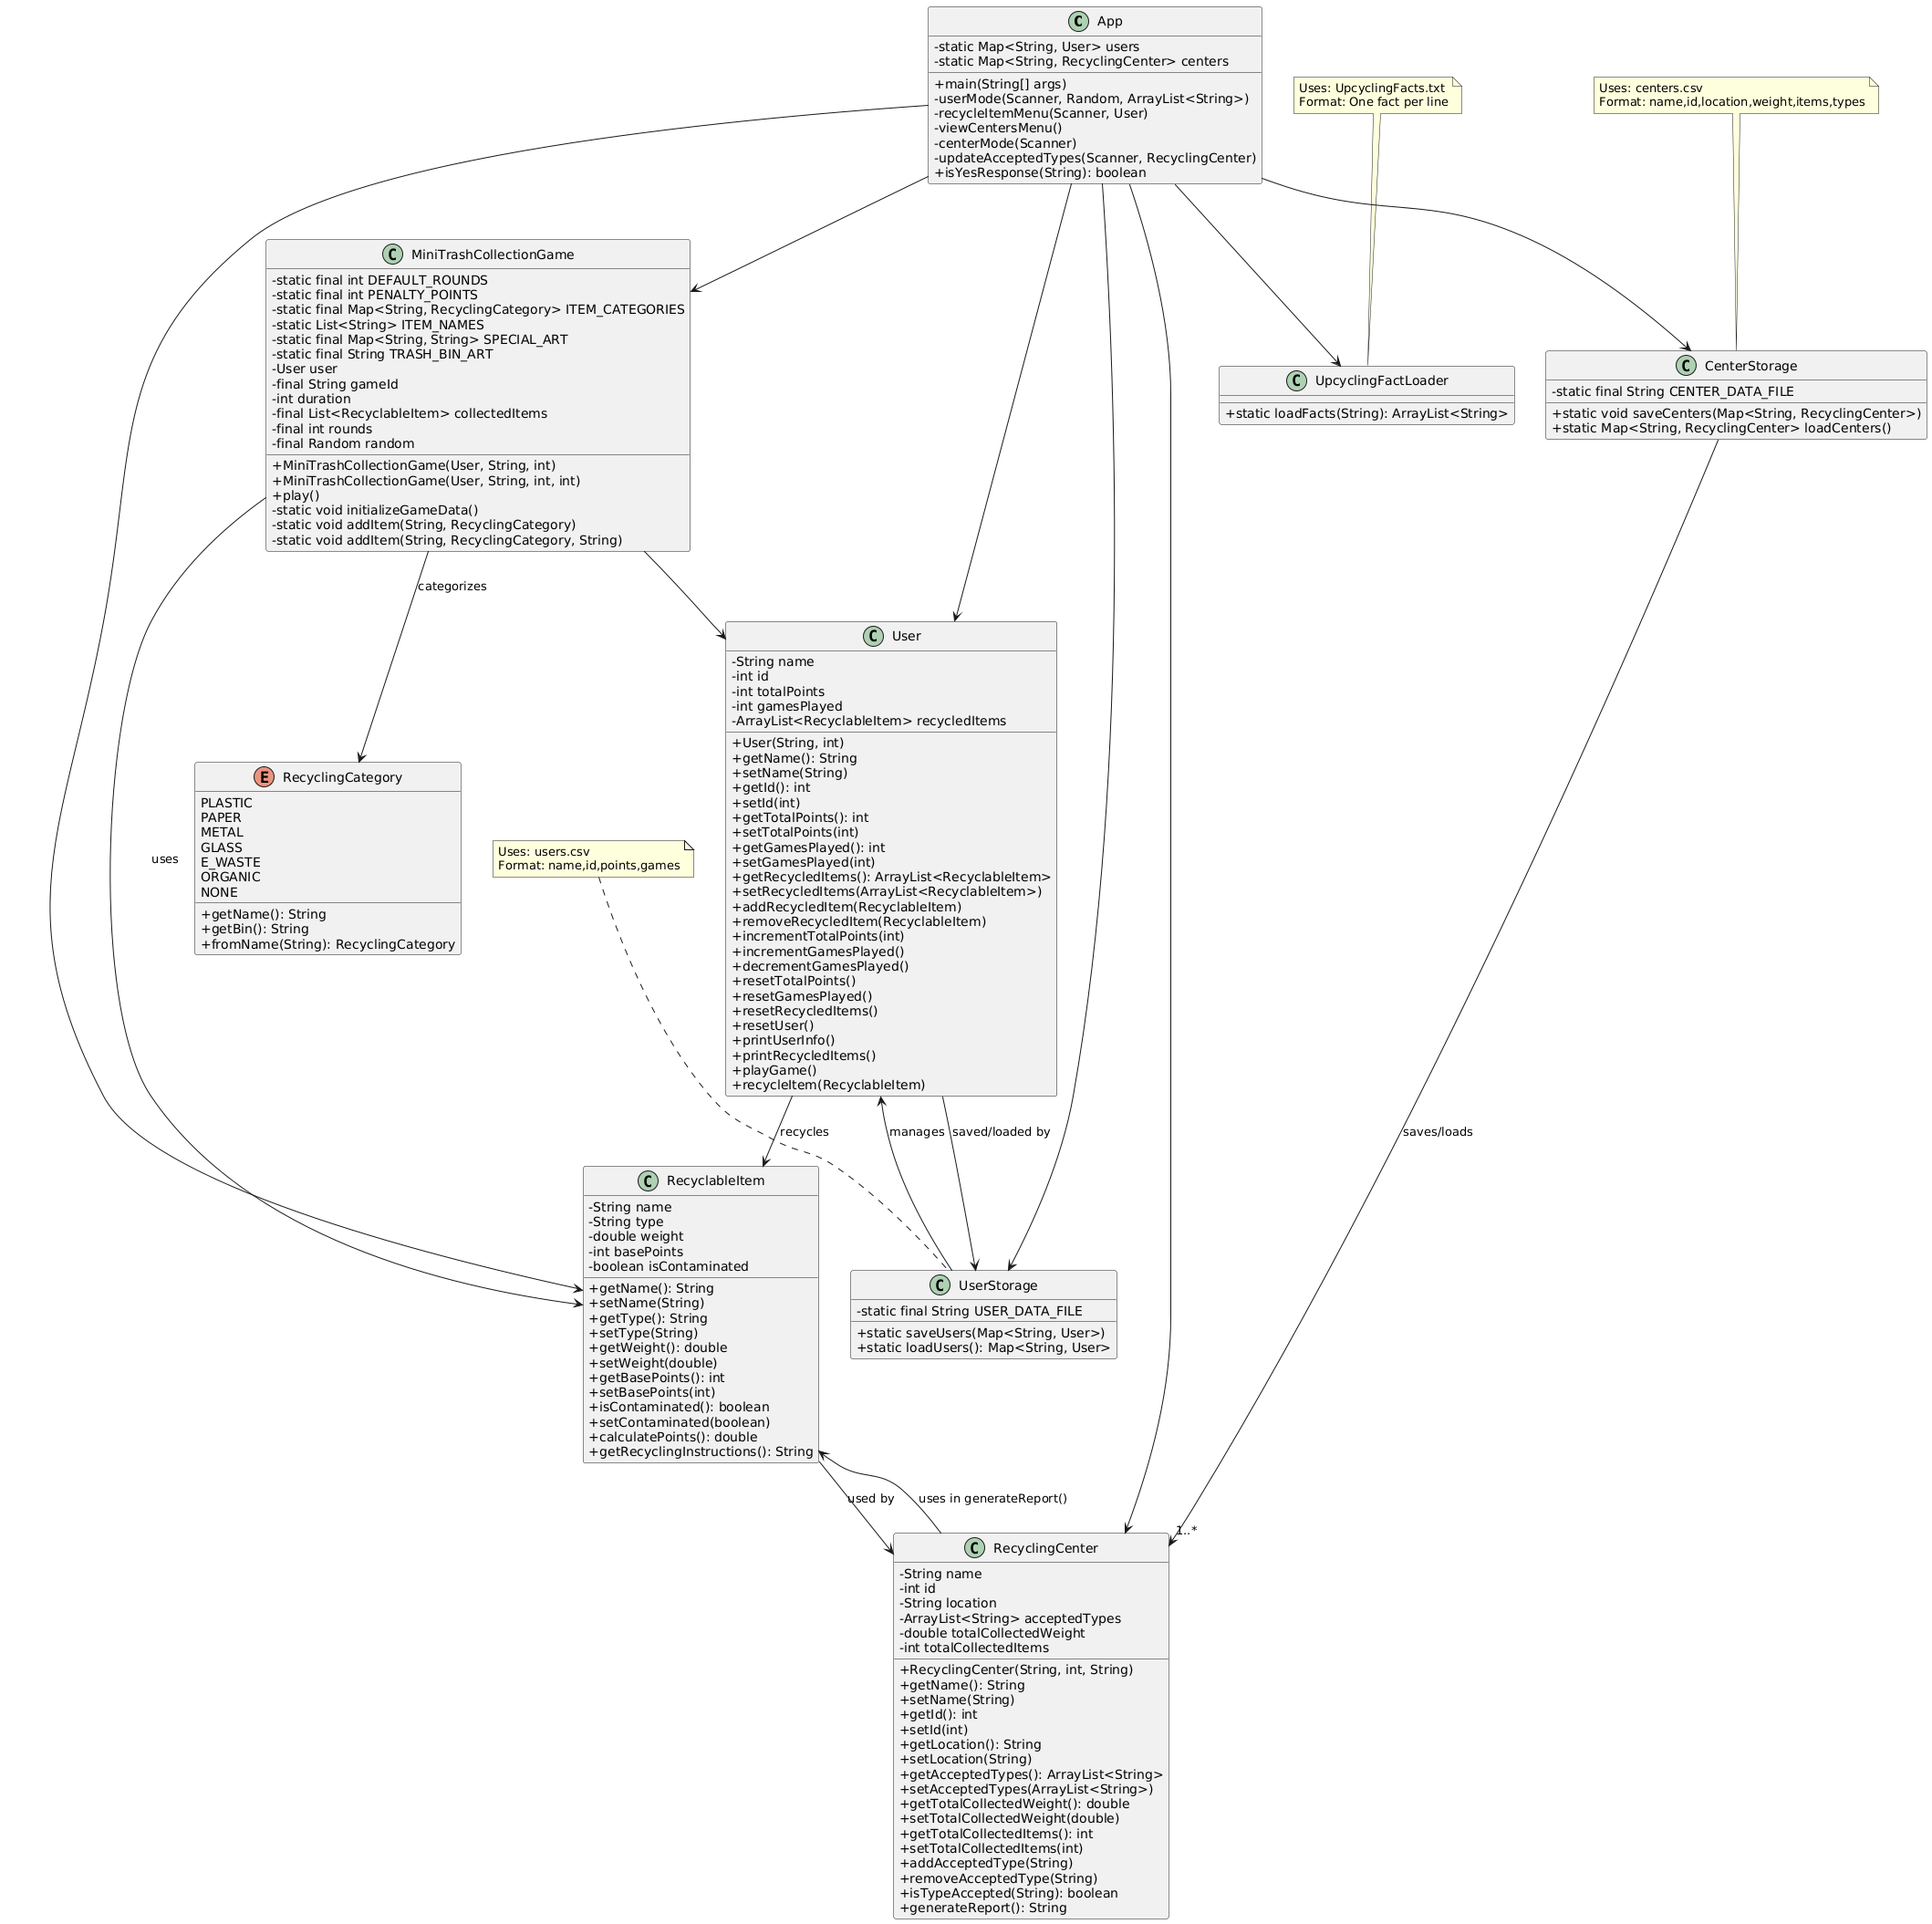 C App
-static Map<String, User> users
-static Map<String, RecyclingCenter> centers
+main(String[] args)
-userMode(Scanner, Random, ArrayList<String>)
-recycleItemMenu(Scanner, User)
-viewCentersMenu()
-centerMode(Scanner)
-updateAcceptedTypes(Scanner, RecyclingCenter)
+isYesResponse(String): boolean
Uses: UpcyclingFacts.txt
Format: One fact per line
Uses: centers.csv
Format: name,id,location,weight,items,types
C MiniTrashCollectionGame
-static final int DEFAULT_ROUNDS
-static final int PENALTY_POINTS
-static final Map<String, RecyclingCategory> ITEM_CATEGORIES
-static List<String> ITEM_NAMES
-static final Map<String, String> SPECIAL_ART
-static final String TRASH_BIN_ART
-User user
-final String gameId
-int duration
-final List<RecyclableItem> collectedItems
-final int rounds
-final Random random
+MiniTrashCollectionGame(User, String, int)
+MiniTrashCollectionGame(User, String, int, int)
+play()
-static void initializeGameData()
-static void addItem(String, RecyclingCategory)
-static void addItem(String, RecyclingCategory, String)
C UpcyclingFactLoader
+static loadFacts(String): ArrayList<String>
C CenterStorage
-static final String CENTER_DATA_FILE
+static void saveCenters(Map<String, RecyclingCenter>)
+static Map<String, RecyclingCenter> loadCenters()
categorizes
C User
-String name
-int id
-int totalPoints
-int gamesPlayed
-ArrayList<RecyclableItem> recycledItems
+User(String, int)
+getName(): String
+setName(String)
+getId(): int
+setId(int)
+getTotalPoints(): int
+setTotalPoints(int)
+getGamesPlayed(): int
+setGamesPlayed(int)
+getRecycledItems(): ArrayList<RecyclableItem>
+setRecycledItems(ArrayList<RecyclableItem>)
+addRecycledItem(RecyclableItem)
+removeRecycledItem(RecyclableItem)
+incrementTotalPoints(int)
+incrementGamesPlayed()
+decrementGamesPlayed()
+resetTotalPoints()
+resetGamesPlayed()
+resetRecycledItems()
+resetUser()
+printUserInfo()
+printRecycledItems()
+playGame()
+recycleItem(RecyclableItem)
E RecyclingCategory
PLASTIC
PAPER
METAL
GLASS
E_WASTE
ORGANIC
NONE
+getName(): String
+getBin(): String
+fromName(String): RecyclingCategory
uses
Uses: users.csv
Format: name,id,points,games
recycles
manages
saved/loaded by
saves/loads
C RecyclableItem
-String name
-String type
-double weight
-int basePoints
-boolean isContaminated
+getName(): String
+setName(String)
+getType(): String
+setType(String)
+getWeight(): double
+setWeight(double)
+getBasePoints(): int
+setBasePoints(int)
+isContaminated(): boolean
+setContaminated(boolean)
+calculatePoints(): double
+getRecyclingInstructions(): String
C UserStorage
-static final String USER_DATA_FILE
+static saveUsers(Map<String, User>)
+static loadUsers(): Map<String, User>
used by
uses in generateReport()
1..*
C RecyclingCenter
-String name
-int id
-String location
-ArrayList<String> acceptedTypes
-double totalCollectedWeight
-int totalCollectedItems
+RecyclingCenter(String, int, String)
+getName(): String
+setName(String)
+getId(): int
+setId(int)
+getLocation(): String
+setLocation(String)
+getAcceptedTypes(): ArrayList<String>
+setAcceptedTypes(ArrayList<String>)
+getTotalCollectedWeight(): double
+setTotalCollectedWeight(double)
+getTotalCollectedItems(): int
+setTotalCollectedItems(int)
+addAcceptedType(String)
+removeAcceptedType(String)
+isTypeAccepted(String): boolean
+generateReport(): String